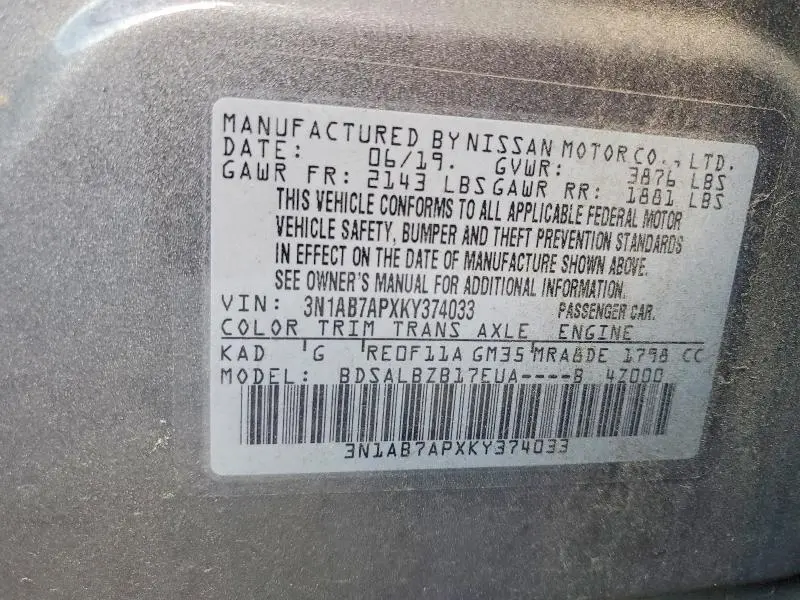 MANUFACTURED BY NISSAN MOTOR CO., LTD.
DATE: 06/19. GVWR: 3876 LBS
GAWR FR: 2143 LBS GAWR RR: 1881 LBS
THIS VEHICLE CONFORMS TO ALL APPLICABLE FEDERAL MOTOR
VEHICLE SAFETY, BUMPER AND THEFT PREVENTION STANDARDS
IN EFFECT ON THE DATE OF MANUFACTURE SHOWN ABOVE.
SEE OWNER'S MANUAL FOR ADDITIONAL INFORMATION.
VIN: 3N1AB7APXKY374033 PASSENGER CAR.
COLOR TRIM TRANS AXLE ENGINE
KAD G RE0F11A GM35 MRA8DE 1798 CC
MODEL: BDSALBZB17EUA----B 4Z000
3N1AB7APXKY374033